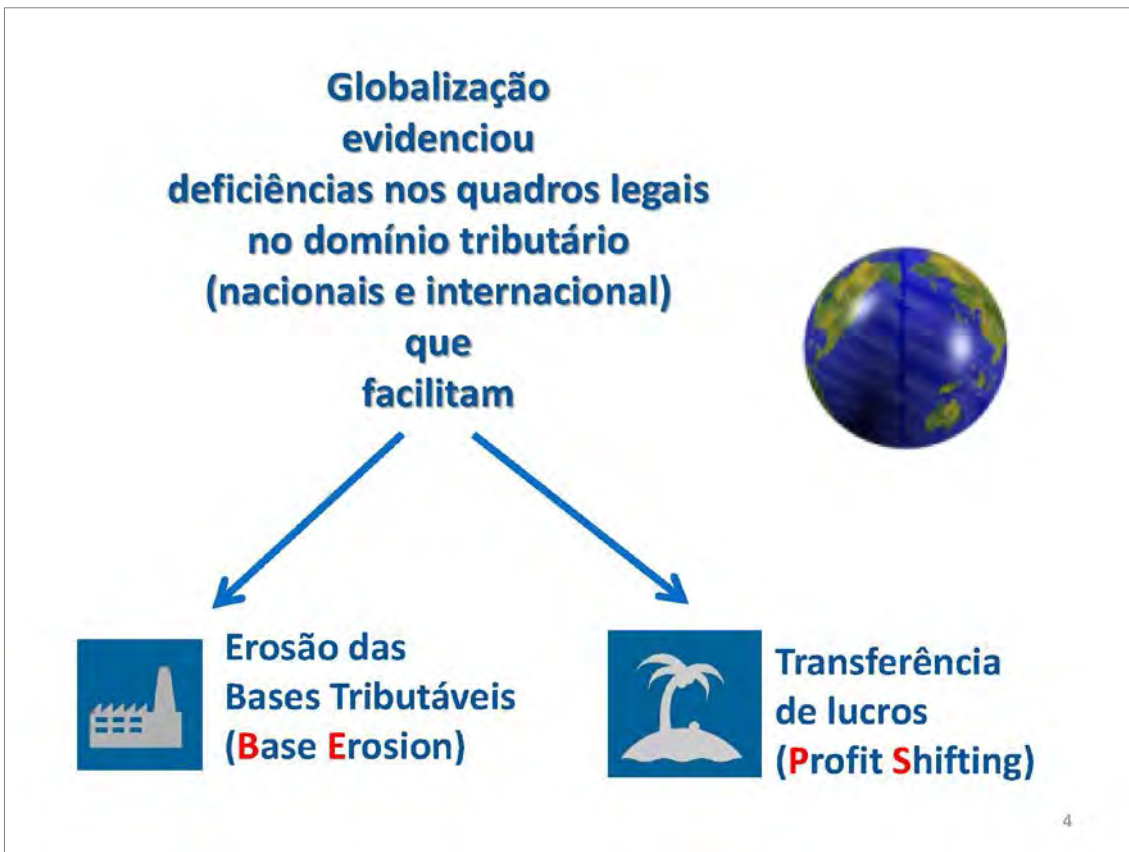 Globalização
evidenciou
deficiências nos quadros legais
no domínio tributário
(nacionais e internacional)
que
facilitam
Erosão das
Bases Tributáveis
(Base Erosion)
Transferência
de lucros
(Profit Shifting)
4